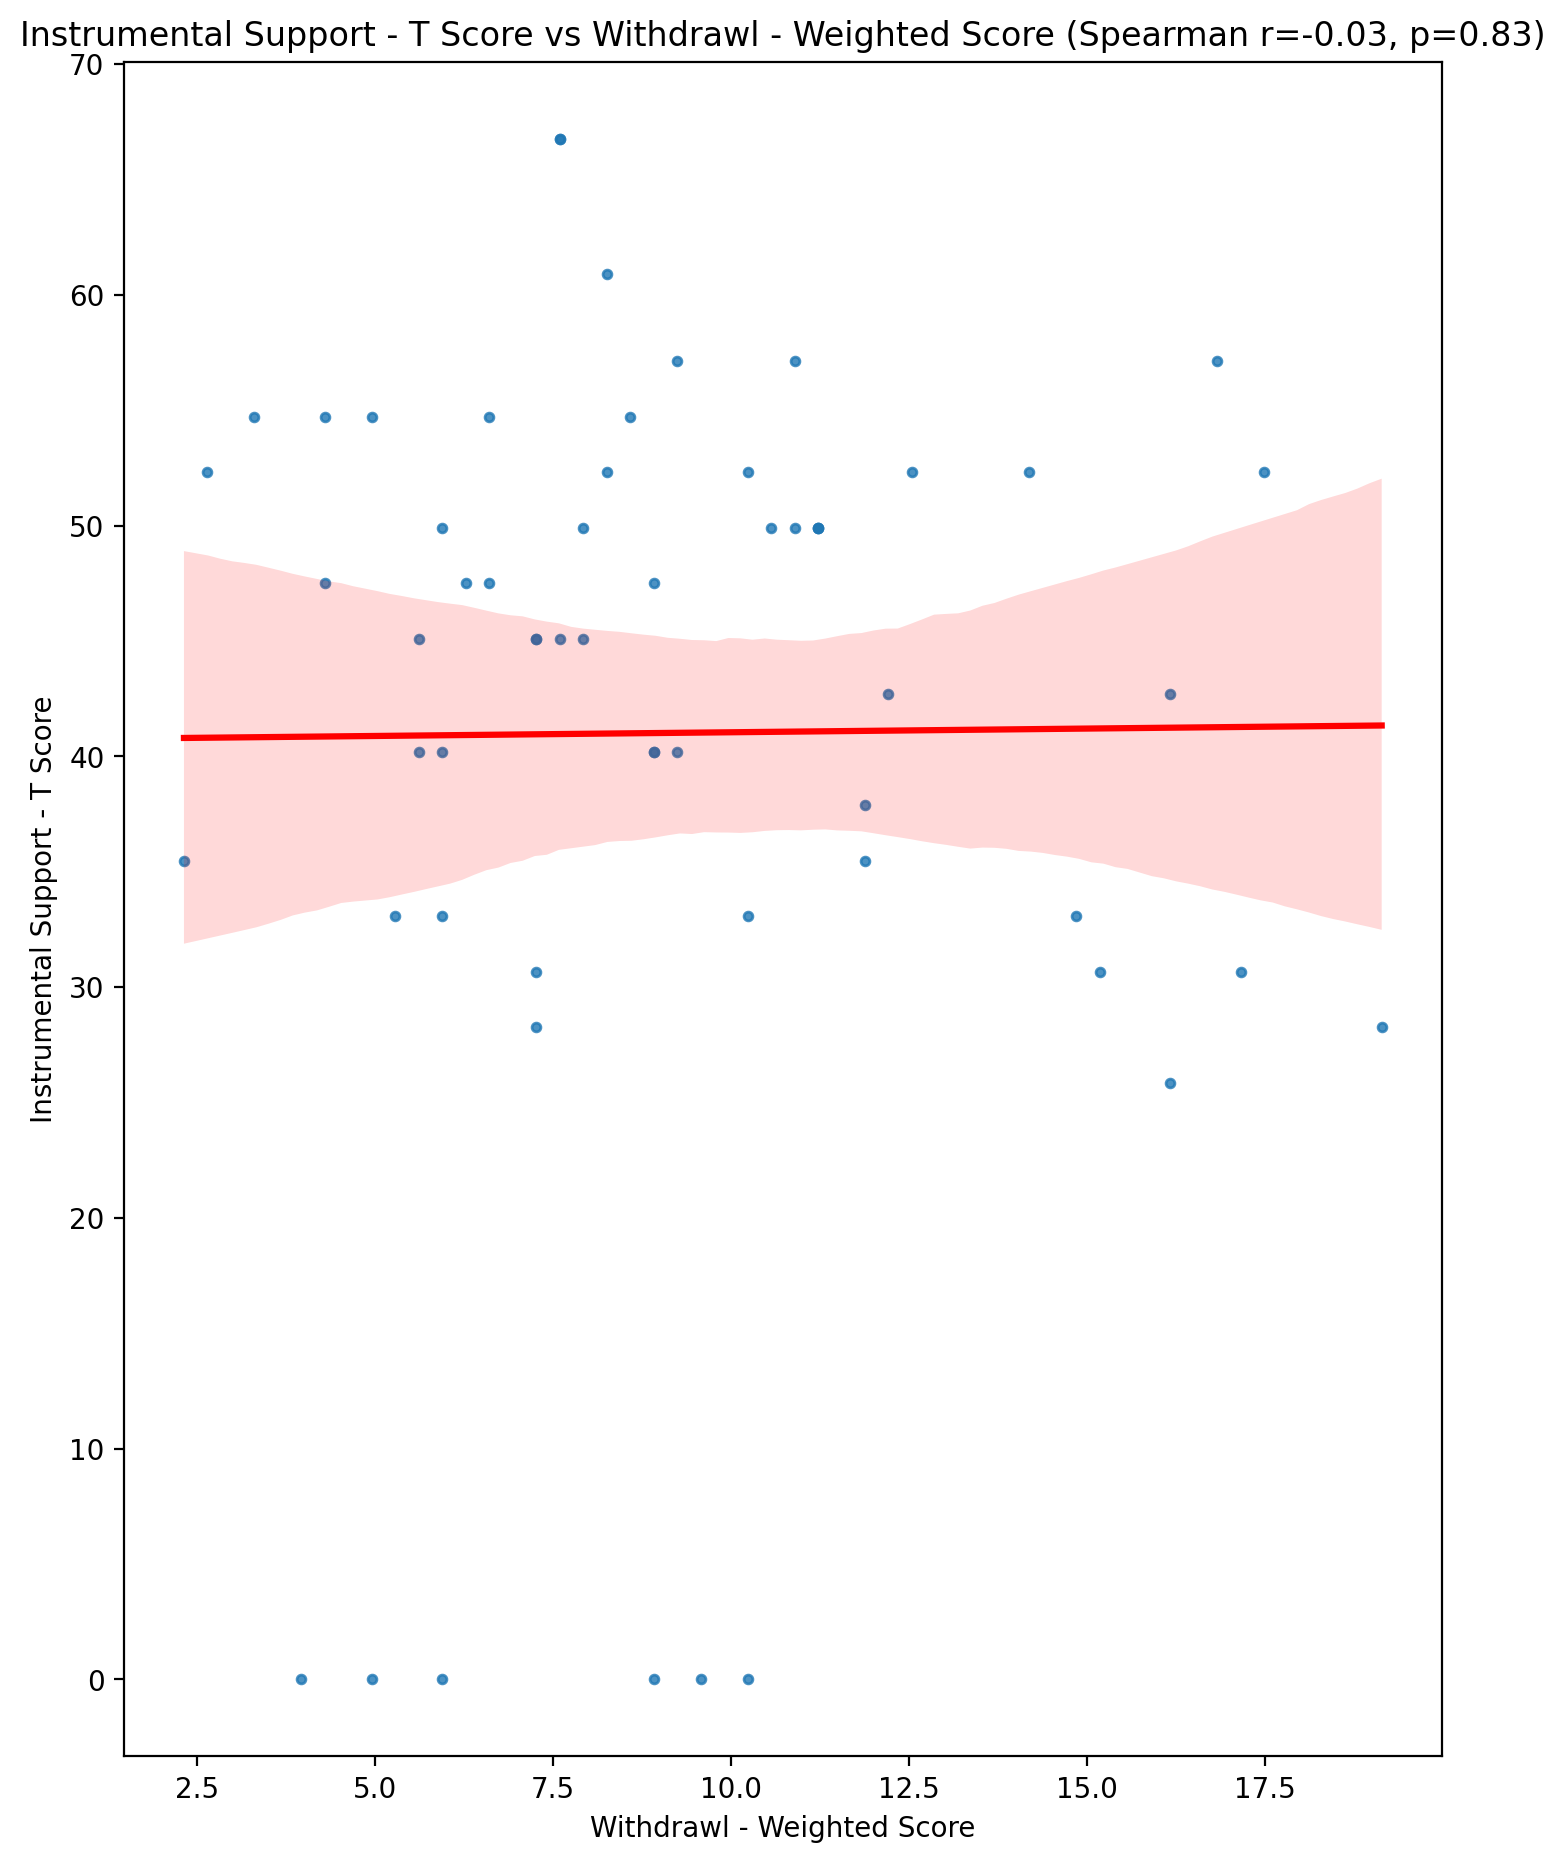 Instrumental Support - T Score vs Withdrawl - Weighted Score (Spearman r=-0.03, p=0.83)
70
60
50
40
30
20
10
0
Instrumental Support - T Score
2.5 5.0 7.5 10.0 12.5 15.0 17.5
Withdrawl - Weighted Score